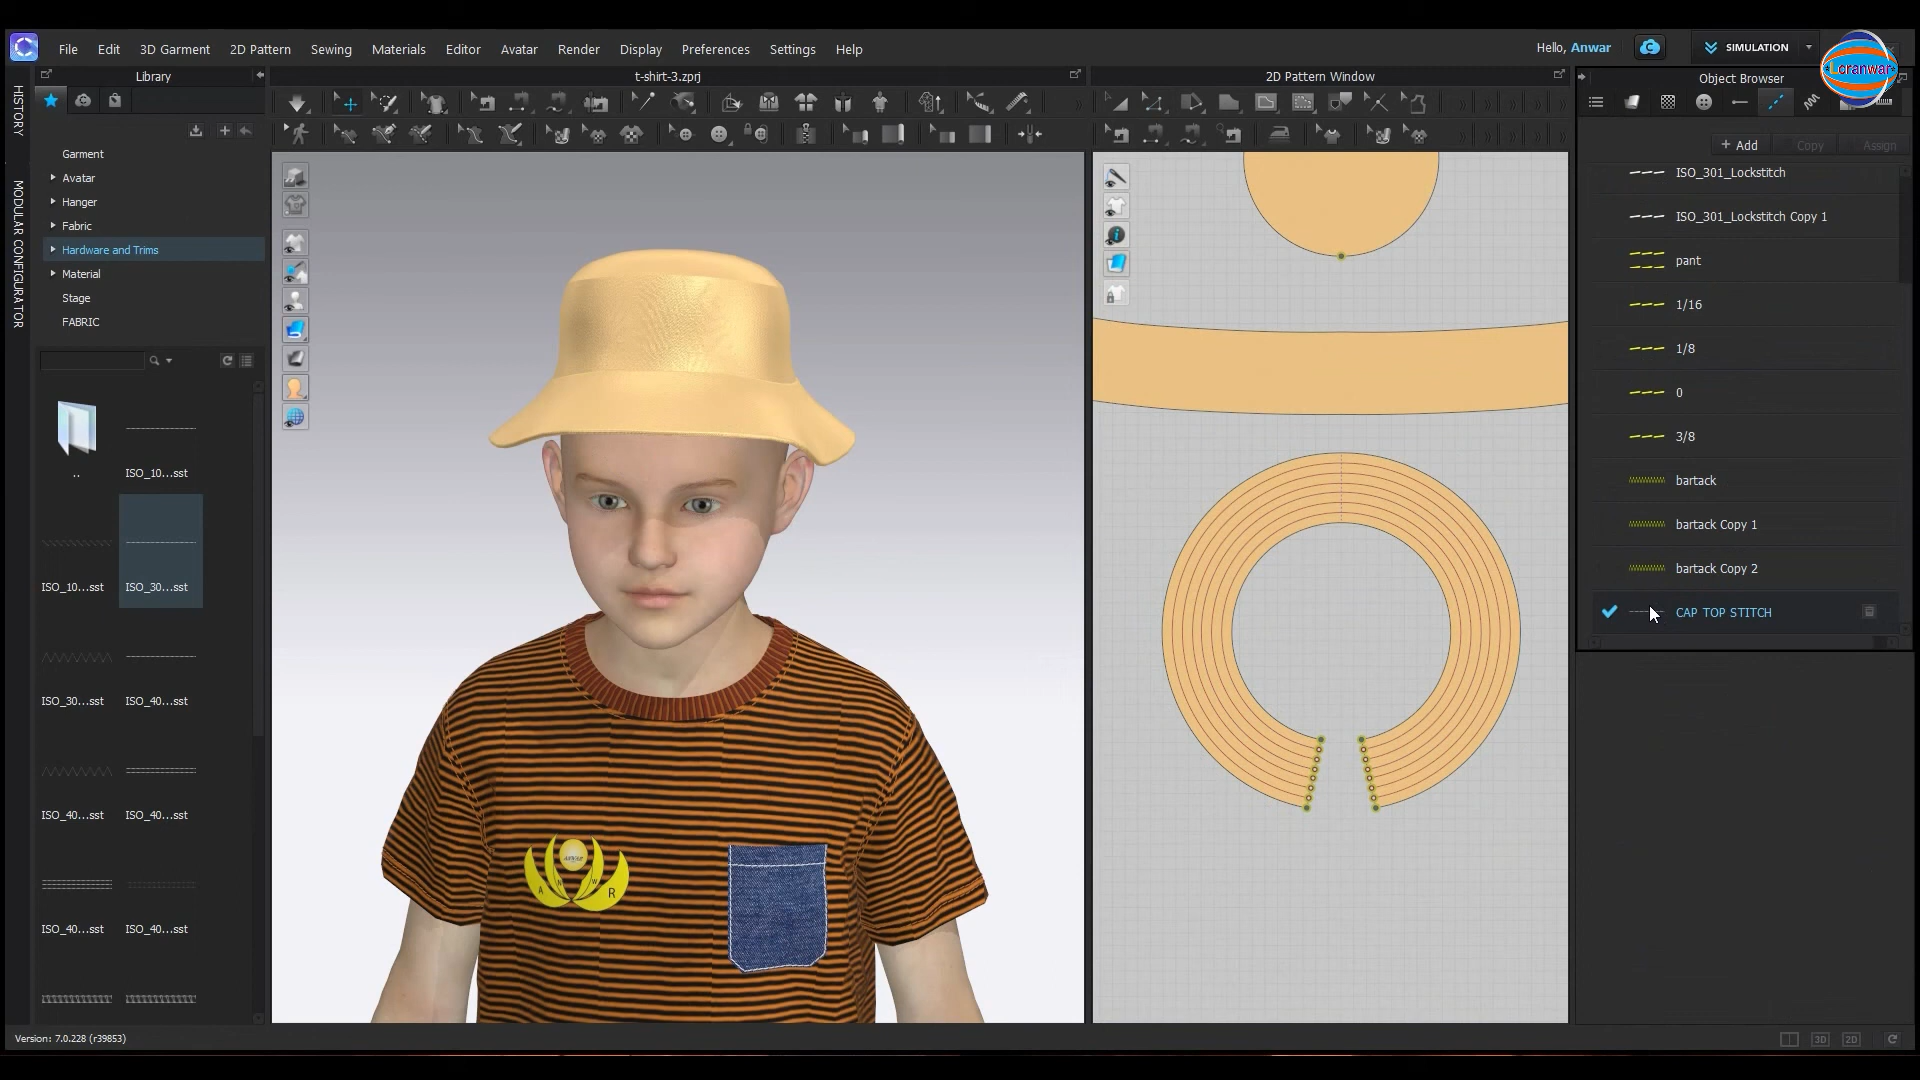 File Edit 3D Garment 2D Pattern Sewing Materials Editor Avatar Render Display Preferences Settings Help
Hello, Anwar
SIMULATION
Loranwar
Library
t-shirt-3.zprj
2D Pattern Window
Object Browser
HISTORY
MODULAR CONFIGURATOR
Garment
Avatar
Hanger
Fabric
Hardware and Trims
Material
Stage
FABRIC
..
ISO_10...sst
ISO_10...sst
ISO_30...sst
ISO_30...sst
ISO_40...sst
ISO_40...sst
ISO_40...sst
ISO_40...sst
ISO_40...sst
A N W R
+ Add
Copy
Assign
ISO_301_Lockstitch
ISO_301_Lockstitch Copy 1
pant
1/16
1/8
0
3/8
bartack
bartack Copy 1
bartack Copy 2
CAP TOP STITCH
Version: 7.0.228 (r39853)
3D
2D